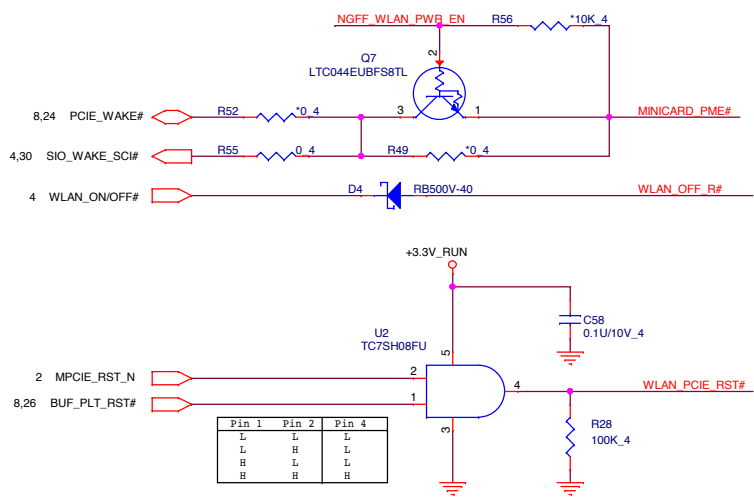 NGFF_WLAN_PWR_EN R56 *10K_4
2
Q7
LTC044EUBFS8TL
8,24 PCIE_WAKE# R52 *0_4 3 1 MINICARD_PME#
4,30 SIO_WAKE_SCI# R55 0_4 R49 *0_4
4 WLAN_ON/OFF# D4 RB500V-40 WLAN_OFF_R#
+3.3V_RUN
C58
0.1U/10V_4
U2
TC7SH08FU
5
2 MPCIE_RST_N 2
4 WLAN_PCIE_RST#
8,26 BUF_PLT_RST# 1
3
R28
100K_4
Pin 1 Pin 2 Pin 4
L L L
L H L
H L L
H H H